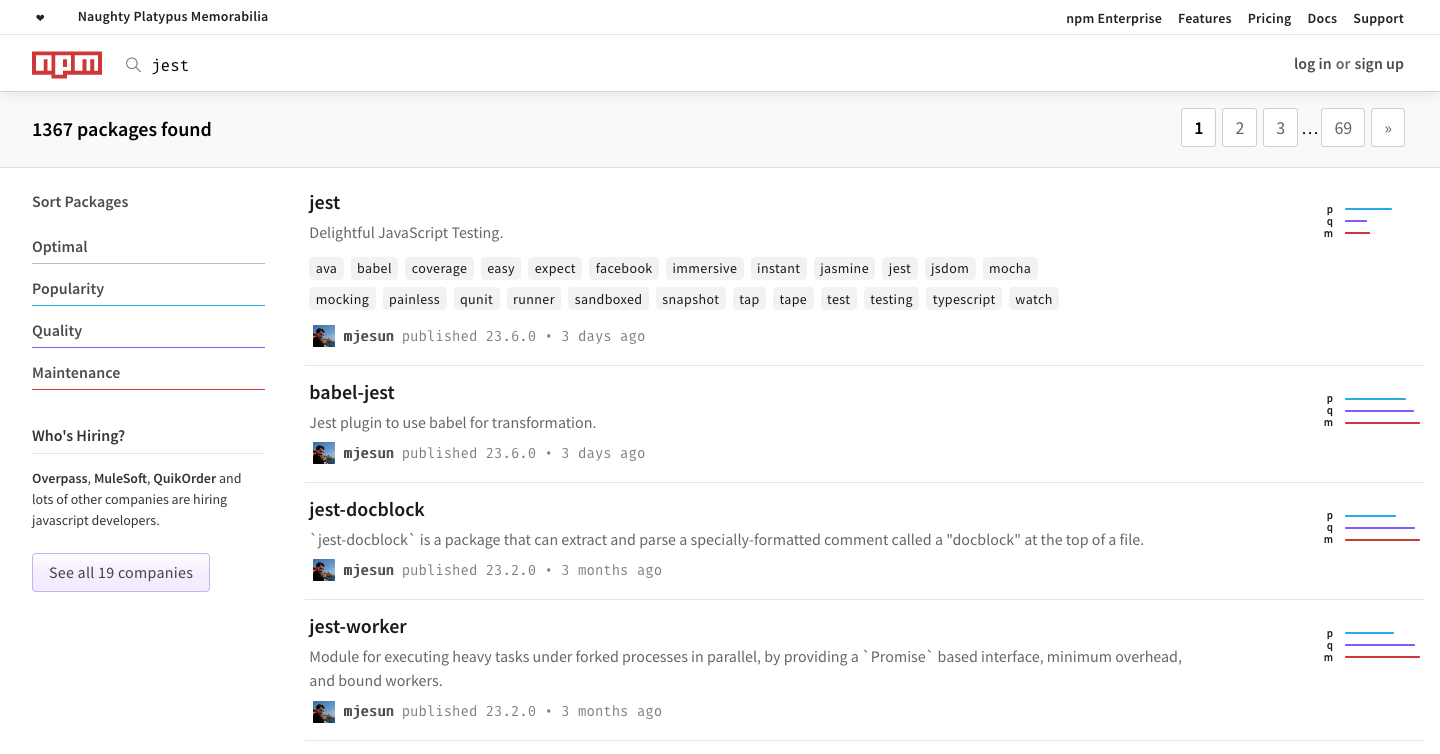 ❤ Naughty Platypus Memorabilia
npm Enterprise Features Pricing Docs Support
npm jest
log in or sign up
1367 packages found
1 2 3 … 69 »
Sort Packages
Optimal
Popularity
Quality
Maintenance
Who's Hiring?
Overpass, MuleSoft, QuikOrder and
lots of other companies are hiring
javascript developers.
See all 19 companies
jest
Delightful JavaScript Testing.
ava babel coverage easy expect facebook immersive instant jasmine jest jsdom mocha
mocking painless qunit runner sandboxed snapshot tap tape test testing typescript watch
mjesun published 23.6.0 • 3 days ago
p
q
m
babel-jest
Jest plugin to use babel for transformation.
mjesun published 23.6.0 • 3 days ago
p
q
m
jest-docblock
`jest-docblock` is a package that can extract and parse a specially-formatted comment called a "docblock" at the top of a file.
mjesun published 23.2.0 • 3 months ago
p
q
m
jest-worker
Module for executing heavy tasks under forked processes in parallel, by providing a `Promise` based interface, minimum overhead,
and bound workers.
mjesun published 23.2.0 • 3 months ago
p
q
m